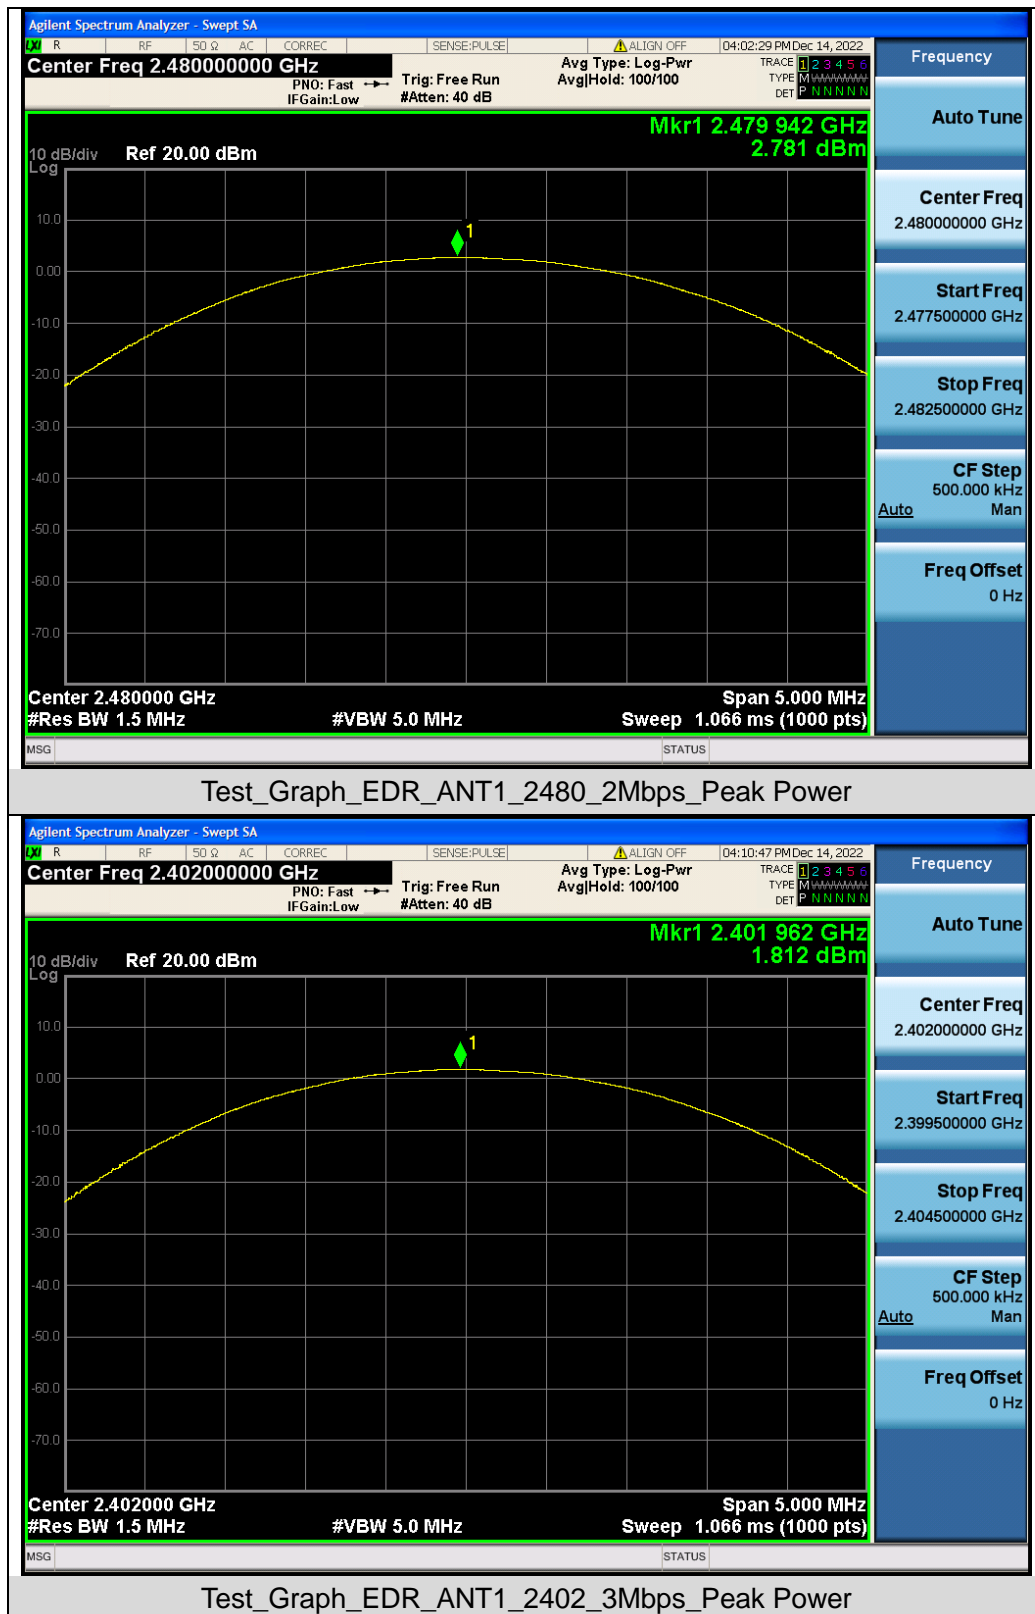 Agilent Spectrum Analyzer - Swept SA
LXI R RF 50 Ω AC CORREC SENSE:PULSE ALIGN OFF 04:02:29 PM Dec 14, 2022
Center Freq 2.480000000 GHz
PNO: Fast
IFGain:Low
Trig: Free Run
#Atten: 40 dB
Avg Type: Log-Pwr
Avg|Hold: 100/100
TRACE 1 2 3 4 5 6
TYPE M WWWWW
DET P N N N N N
Mkr1 2.479 942 GHz
2.781 dBm
10 dB/div
Log
Ref 20.00 dBm
1
10.0
0.00
-10.0
-20.0
-30.0
-40.0
-50.0
-60.0
-70.0
Center 2.480000 GHz
Span 5.000 MHz
#Res BW 1.5 MHz
#VBW 5.0 MHz
Sweep 1.066 ms (1000 pts)
MSG
STATUS
Frequency
Auto Tune
Center Freq
2.480000000 GHz
Start Freq
2.477500000 GHz
Stop Freq
2.482500000 GHz
CF Step
500.000 kHz
Auto Man
Freq Offset
0 Hz
Test_Graph_EDR_ANT1_2480_2Mbps_Peak Power
Agilent Spectrum Analyzer - Swept SA
LXI R RF 50 Ω AC CORREC SENSE:PULSE ALIGN OFF 04:10:47 PM Dec 14, 2022
Center Freq 2.402000000 GHz
PNO: Fast
IFGain:Low
Trig: Free Run
#Atten: 40 dB
Avg Type: Log-Pwr
Avg|Hold: 100/100
TRACE 1 2 3 4 5 6
TYPE M WWWWW
DET P N N N N N
Mkr1 2.401 962 GHz
1.812 dBm
10 dB/div
Log
Ref 20.00 dBm
1
10.0
0.00
-10.0
-20.0
-30.0
-40.0
-50.0
-60.0
-70.0
Center 2.402000 GHz
Span 5.000 MHz
#Res BW 1.5 MHz
#VBW 5.0 MHz
Sweep 1.066 ms (1000 pts)
MSG
STATUS
Frequency
Auto Tune
Center Freq
2.402000000 GHz
Start Freq
2.399500000 GHz
Stop Freq
2.404500000 GHz
CF Step
500.000 kHz
Auto Man
Freq Offset
0 Hz
Test_Graph_EDR_ANT1_2402_3Mbps_Peak Power